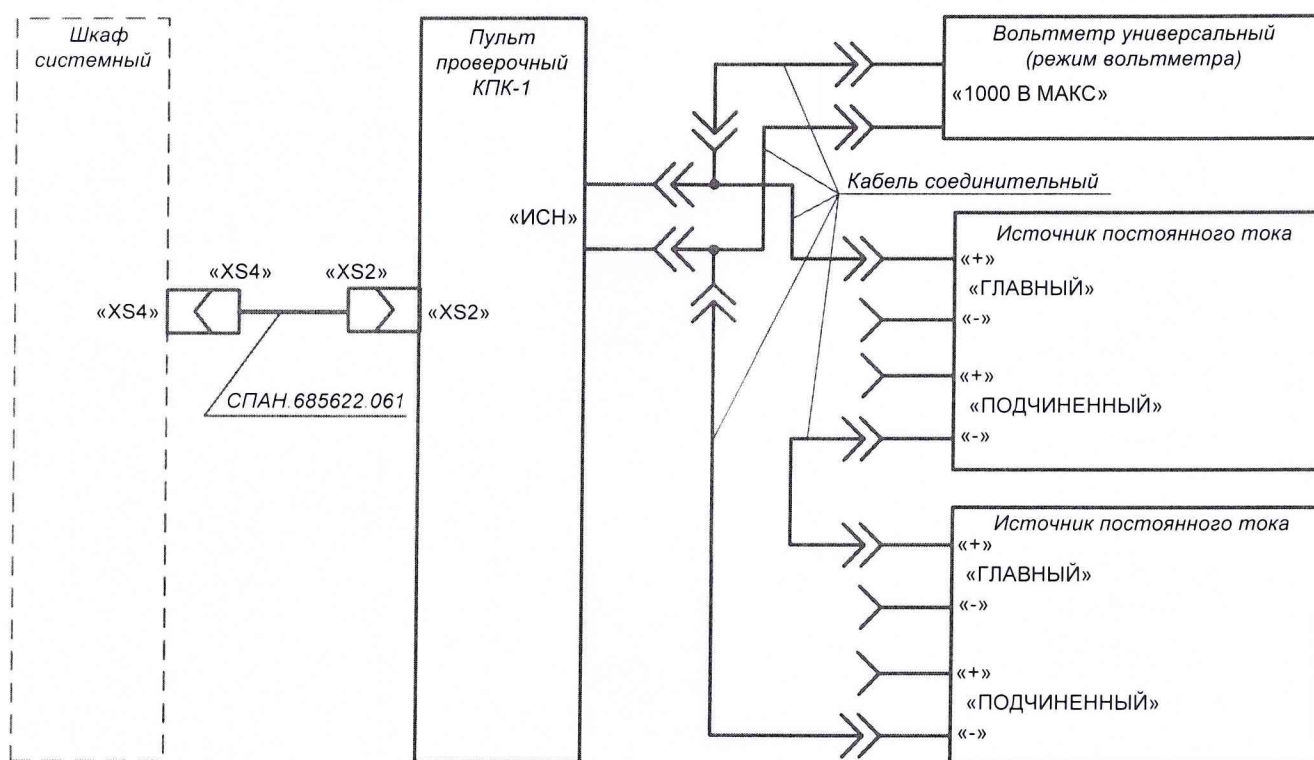 Шкаф
системный
Пульт
проверочный
КПК-1
Вольтметр универсальный
(режим вольтметра)
«1000 В МАКС»
Кабель соединительный
«ИСН»
Источник постоянного тока
«+»
«ГЛАВНЫЙ»
«-»
«+»
«ПОДЧИНЕННЫЙ»
«-»
«XS4»
«XS2»
«XS4»
«XS2»
СПАН.685622.061
Источник постоянного тока
«+»
«ГЛАВНЫЙ»
«-»
«+»
«ПОДЧИНЕННЫЙ»
«-»